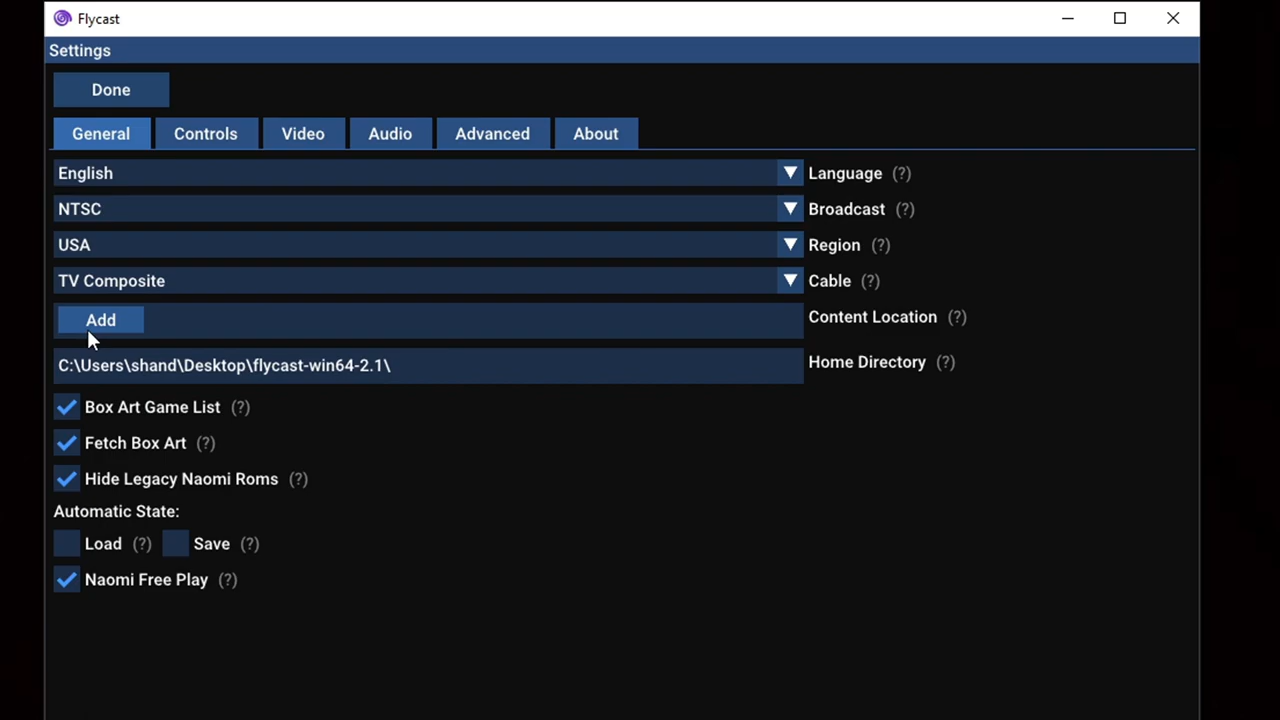 Flycast
Settings
Done
General Controls Video Audio Advanced About
English Language (?)
NTSC Broadcast (?)
USA Region (?)
TV Composite Cable (?)
Add Content Location (?)
C:\Users\shand\Desktop\flycast-win64-2.1\ Home Directory (?)
Box Art Game List (?)
Fetch Box Art (?)
Hide Legacy Naomi Roms (?)
Automatic State:
Load (?) Save (?)
Naomi Free Play (?)